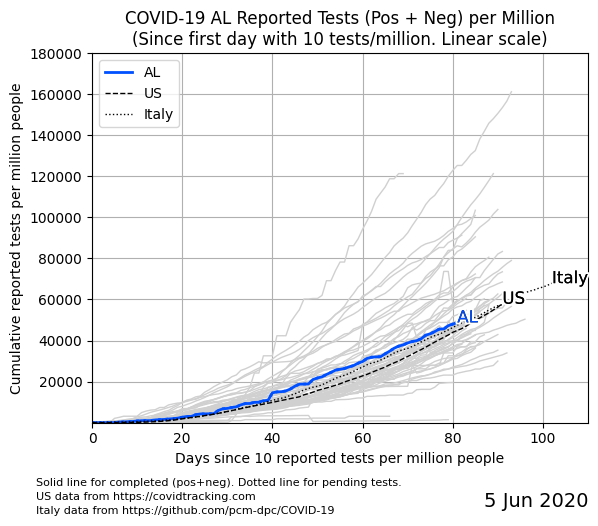 COVID-19 AL Reported Tests (Pos + Neg) per Million
(Since first day with 10 tests/million. Linear scale)
180000
160000
140000
120000
100000
80000
60000
40000
20000
Cumulative reported tests per million people
AL
US
Italy
Italy
US
AL
0
20
40
60
80
100
Days since 10 reported tests per million people
Solid line for completed (pos+neg). Dotted line for pending tests.
US data from https://covidtracking.com
Italy data from https://github.com/pcm-dpc/COVID-19
5 Jun 2020